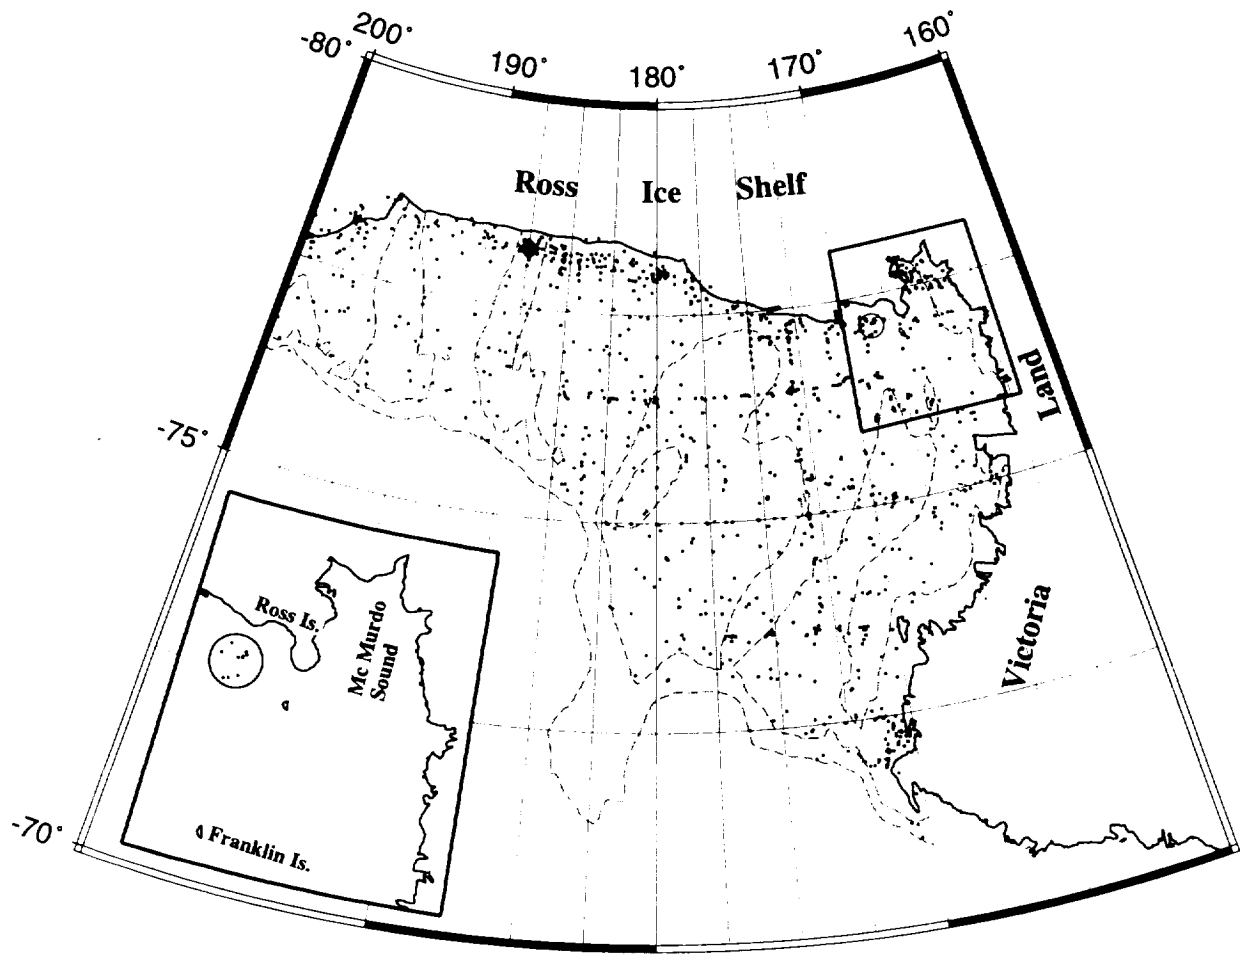 200°
160°
-80°
190°
180°
170°
Ross Ice Shelf
Land
-75°
Victoria
Ross Is.
Mc Murdo
Sound
-70°
Franklin Is.